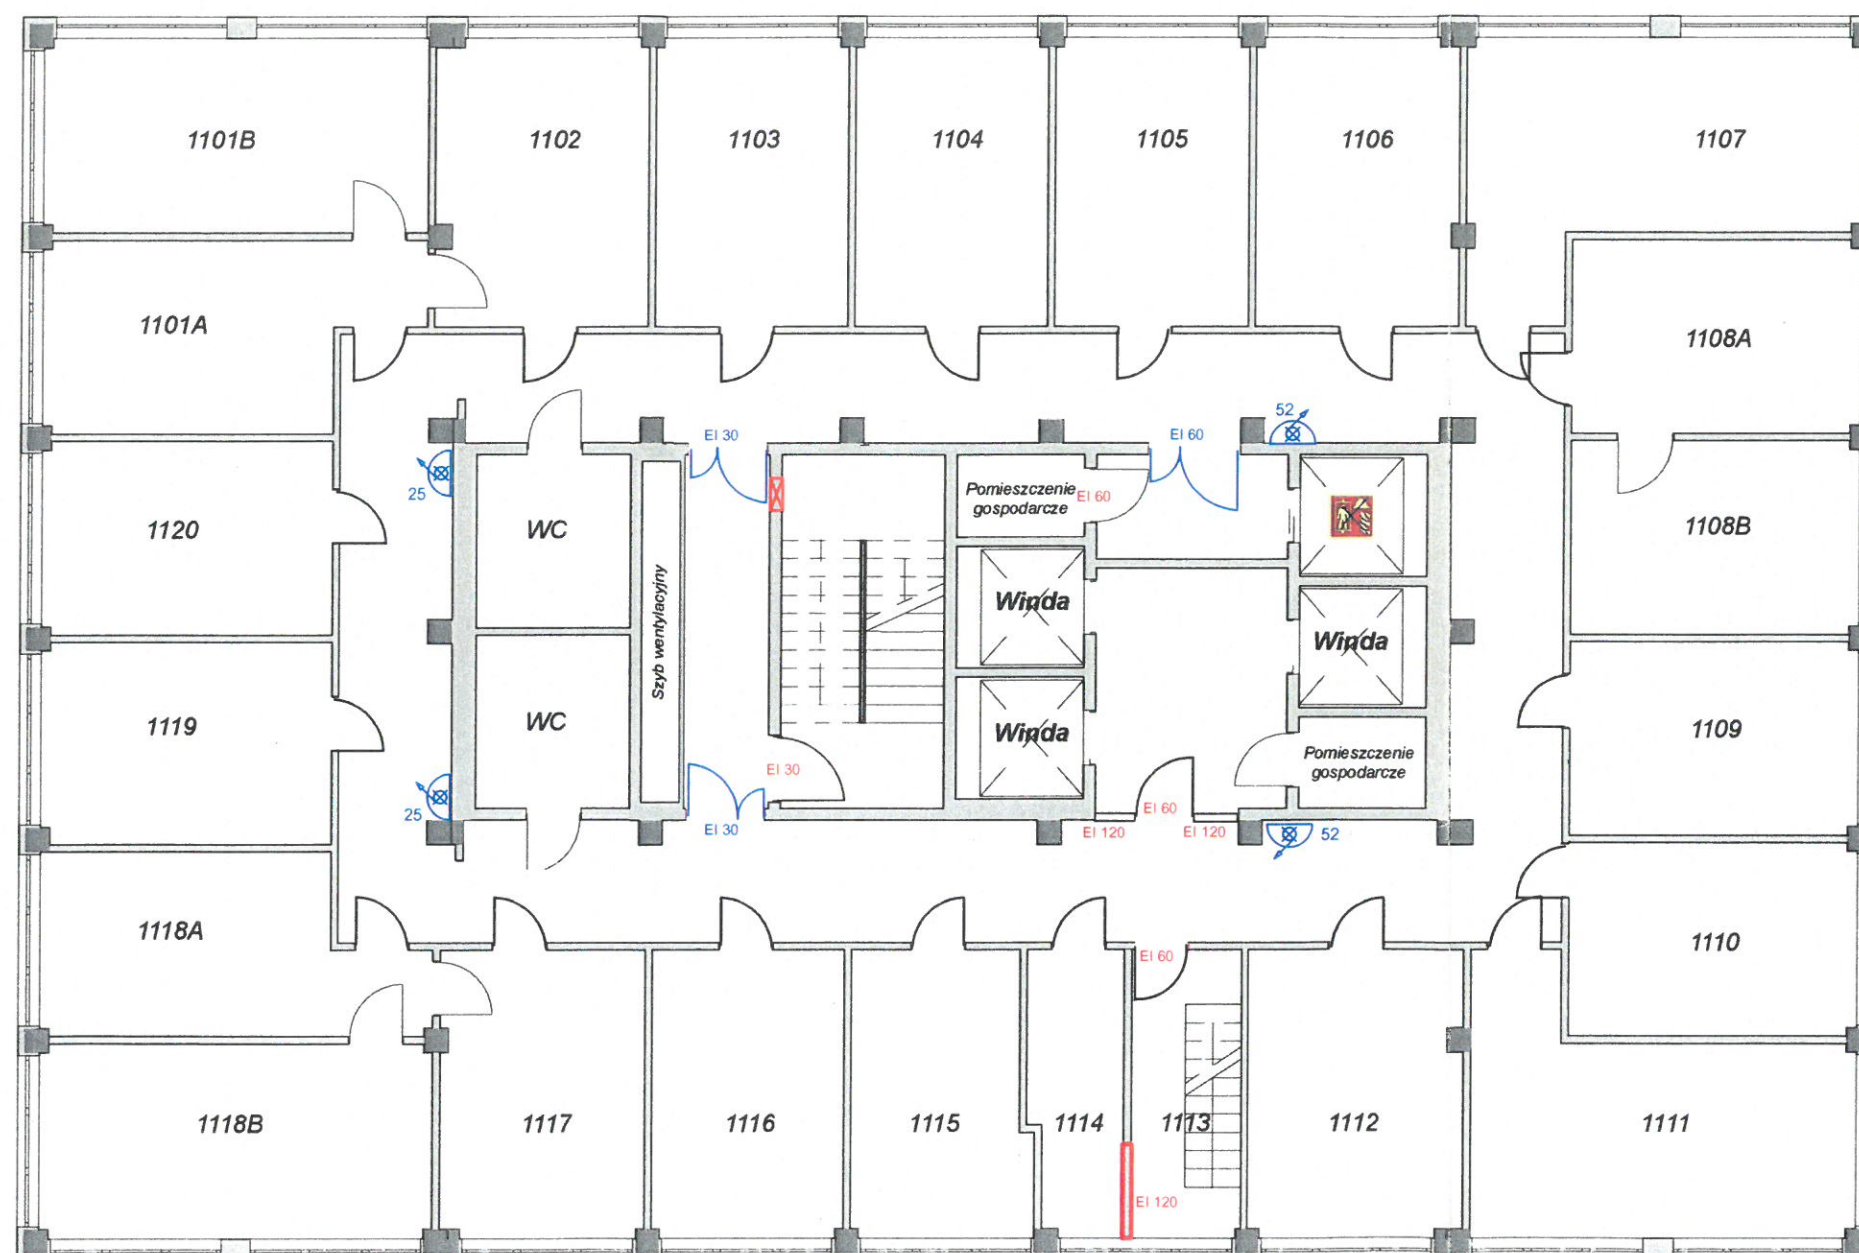 1101B
1102
1103
1104
1105
1106
1107
1101A
1108A
52
EI 30
EI 60
25
Pomieszczenie
gospodarcze
EI 60
1120
WC
1108B
Szyb wentylacyjny
Winda
Winda
1119
WC
Winda
1109
EI 30
Pomieszczenie
gospodarcze
25
EI 30
EI 60
EI 120
EI 120
52
1118A
1110
EI 60
1118B
1117
1116
1115
1114
1113
1112
1111
EI 120